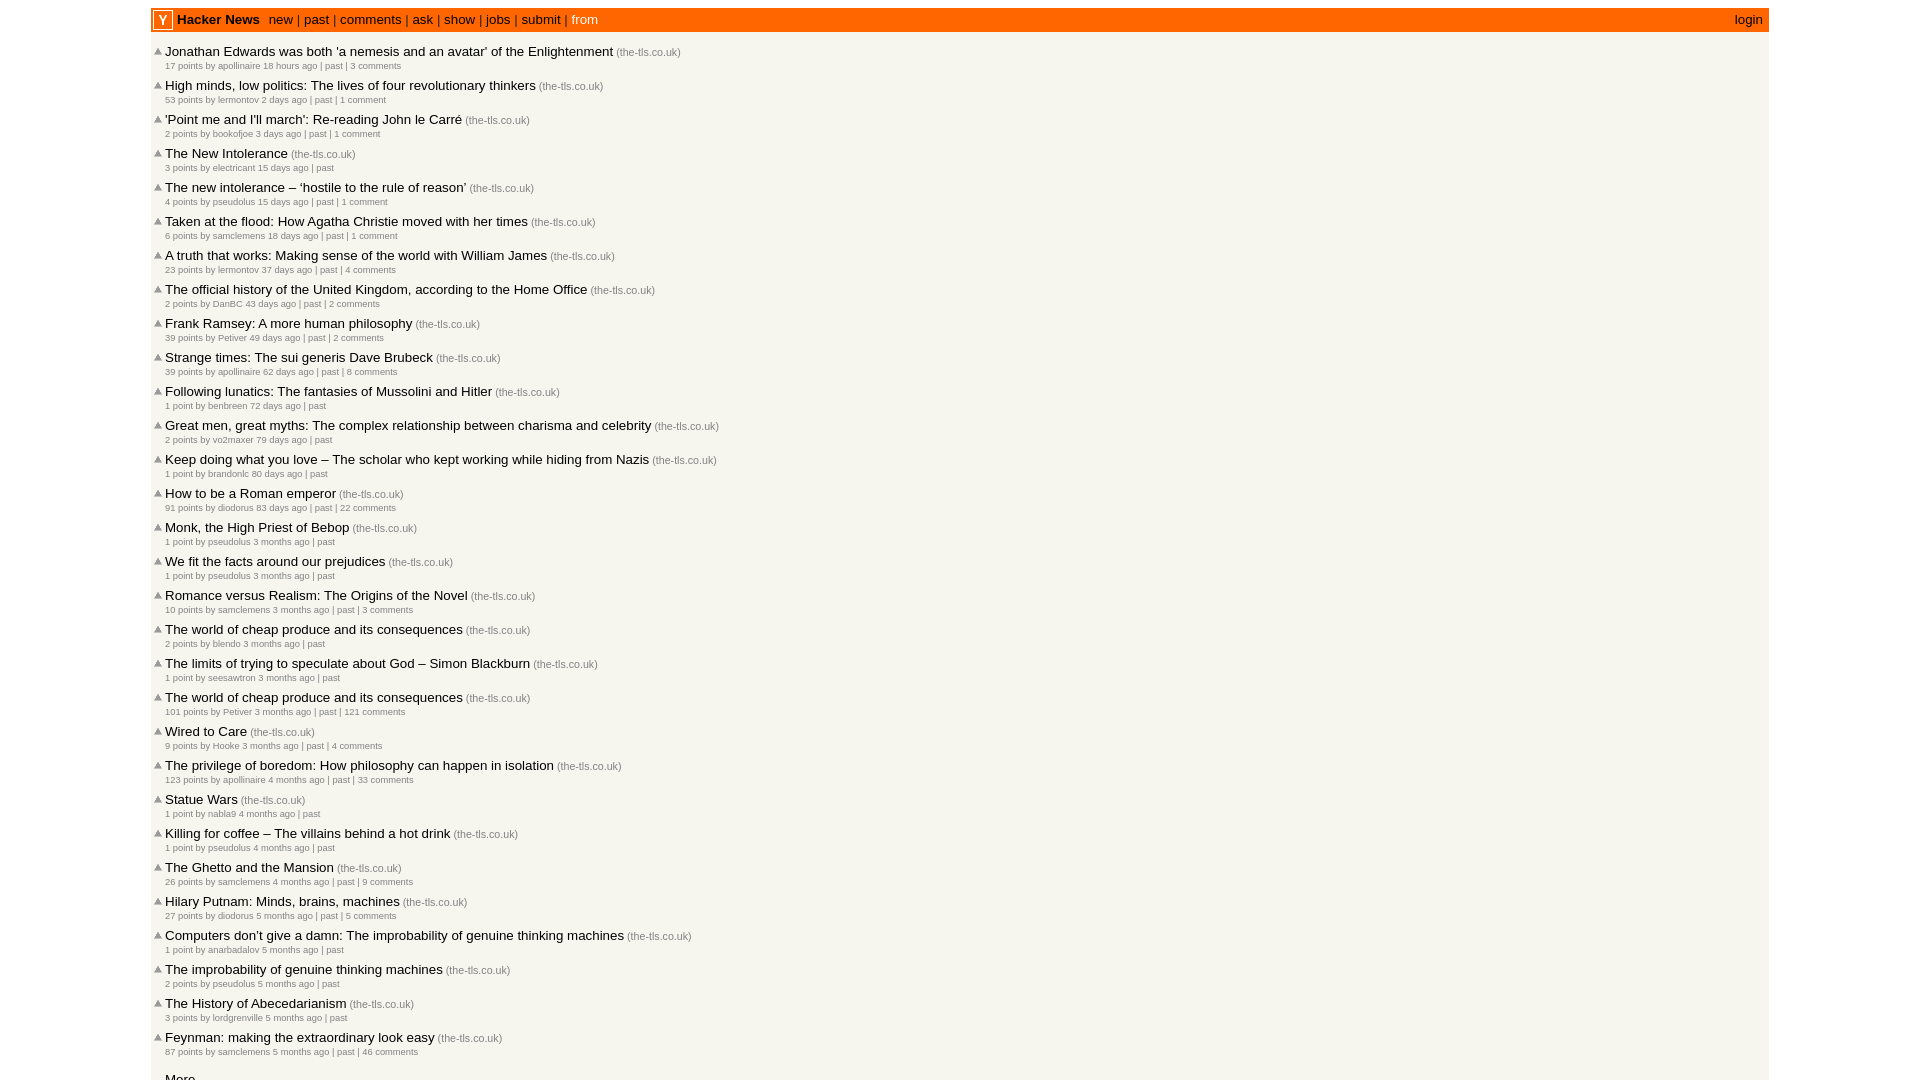 Y Hacker News new | past | comments | ask | show | jobs | submit | from login
Jonathan Edwards was both 'a nemesis and an avatar' of the Enlightenment (the-tls.co.uk)
17 points by apollinaire 18 hours ago | past | 3 comments
High minds, low politics: The lives of four revolutionary thinkers (the-tls.co.uk)
53 points by lermontov 2 days ago | past | 1 comment
'Point me and I'll march': Re-reading John le Carré (the-tls.co.uk)
2 points by bookofjoe 3 days ago | past | 1 comment
The New Intolerance (the-tls.co.uk)
3 points by electricant 15 days ago | past
The new intolerance – ‘hostile to the rule of reason’ (the-tls.co.uk)
4 points by pseudolus 15 days ago | past | 1 comment
Taken at the flood: How Agatha Christie moved with her times (the-tls.co.uk)
6 points by samclemens 18 days ago | past | 1 comment
A truth that works: Making sense of the world with William James (the-tls.co.uk)
23 points by lermontov 37 days ago | past | 4 comments
The official history of the United Kingdom, according to the Home Office (the-tls.co.uk)
2 points by DanBC 43 days ago | past | 2 comments
Frank Ramsey: A more human philosophy (the-tls.co.uk)
39 points by Petiver 49 days ago | past | 2 comments
Strange times: The sui generis Dave Brubeck (the-tls.co.uk)
39 points by apollinaire 62 days ago | past | 8 comments
Following lunatics: The fantasies of Mussolini and Hitler (the-tls.co.uk)
1 point by benbreen 72 days ago | past
Great men, great myths: The complex relationship between charisma and celebrity (the-tls.co.uk)
2 points by vo2maxer 79 days ago | past
Keep doing what you love – The scholar who kept working while hiding from Nazis (the-tls.co.uk)
1 point by brandonlc 80 days ago | past
How to be a Roman emperor (the-tls.co.uk)
91 points by diodorus 83 days ago | past | 22 comments
Monk, the High Priest of Bebop (the-tls.co.uk)
1 point by pseudolus 3 months ago | past
We fit the facts around our prejudices (the-tls.co.uk)
1 point by pseudolus 3 months ago | past
Romance versus Realism: The Origins of the Novel (the-tls.co.uk)
10 points by samclemens 3 months ago | past | 3 comments
The world of cheap produce and its consequences (the-tls.co.uk)
2 points by blendo 3 months ago | past
The limits of trying to speculate about God – Simon Blackburn (the-tls.co.uk)
1 point by seesawtron 3 months ago | past
The world of cheap produce and its consequences (the-tls.co.uk)
101 points by Petiver 3 months ago | past | 121 comments
Wired to Care (the-tls.co.uk)
9 points by Hooke 3 months ago | past | 4 comments
The privilege of boredom: How philosophy can happen in isolation (the-tls.co.uk)
123 points by apollinaire 4 months ago | past | 33 comments
Statue Wars (the-tls.co.uk)
1 point by nabla9 4 months ago | past
Killing for coffee – The villains behind a hot drink (the-tls.co.uk)
1 point by pseudolus 4 months ago | past
The Ghetto and the Mansion (the-tls.co.uk)
26 points by samclemens 4 months ago | past | 9 comments
Hilary Putnam: Minds, brains, machines (the-tls.co.uk)
27 points by diodorus 5 months ago | past | 5 comments
Computers don’t give a damn: The improbability of genuine thinking machines (the-tls.co.uk)
1 point by anarbadalov 5 months ago | past
The improbability of genuine thinking machines (the-tls.co.uk)
2 points by pseudolus 5 months ago | past
The History of Abecedarianism (the-tls.co.uk)
3 points by lordgrenville 5 months ago | past
Feynman: making the extraordinary look easy (the-tls.co.uk)
87 points by samclemens 5 months ago | past | 46 comments
More